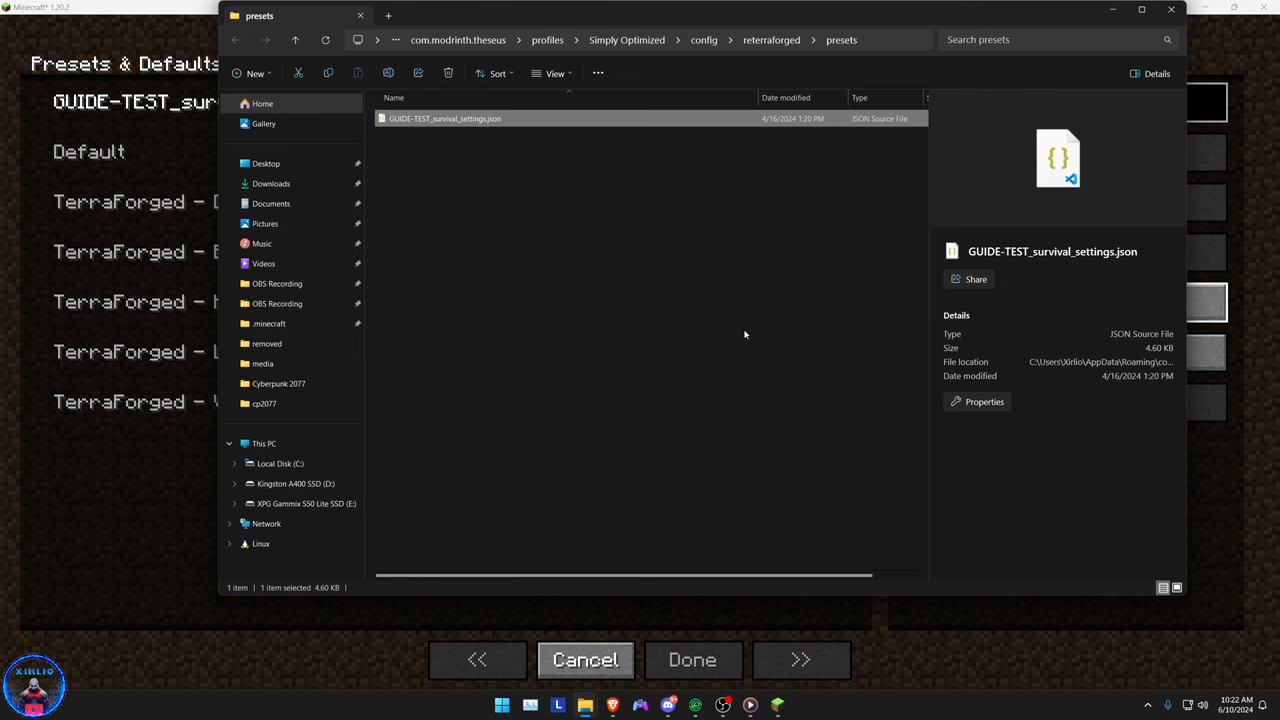 Minecraft* 1.20.2
presets
com.modrinth.theseus > profiles > Simply Optimized > config > reterraforged > presets
Search presets
New
Sort
View
Details
Presets & Defaults
GUIDE-TEST_sur
Default
TerraForged -
TerraForged -
TerraForged -
TerraForged -
TerraForged -
Home
Gallery
Desktop
Downloads
Documents
Pictures
Music
Videos
OBS Recording
OBS Recording
.minecraft
removed
media
Cyberpunk 2077
cp2077
This PC
Local Disk (C:)
Kingston A400 SSD (D:)
XPG Gammix S50 Lite SSD (E:)
Network
Linux
Name Date modified Type
GUIDE-TEST_survival_settings.json 4/16/2024 1:20 PM JSON Source File
GUIDE-TEST_survival_settings.json
Share
Details
Type JSON Source File
Size 4.60 KB
File location C:\Users\Xirlio\AppData\Roaming\co...
Date modified 4/16/2024 1:20 PM
Properties
1 item 1 item selected 4.60 KB
<< Cancel Done >>
XIRLIO
10:22 AM
6/10/2024